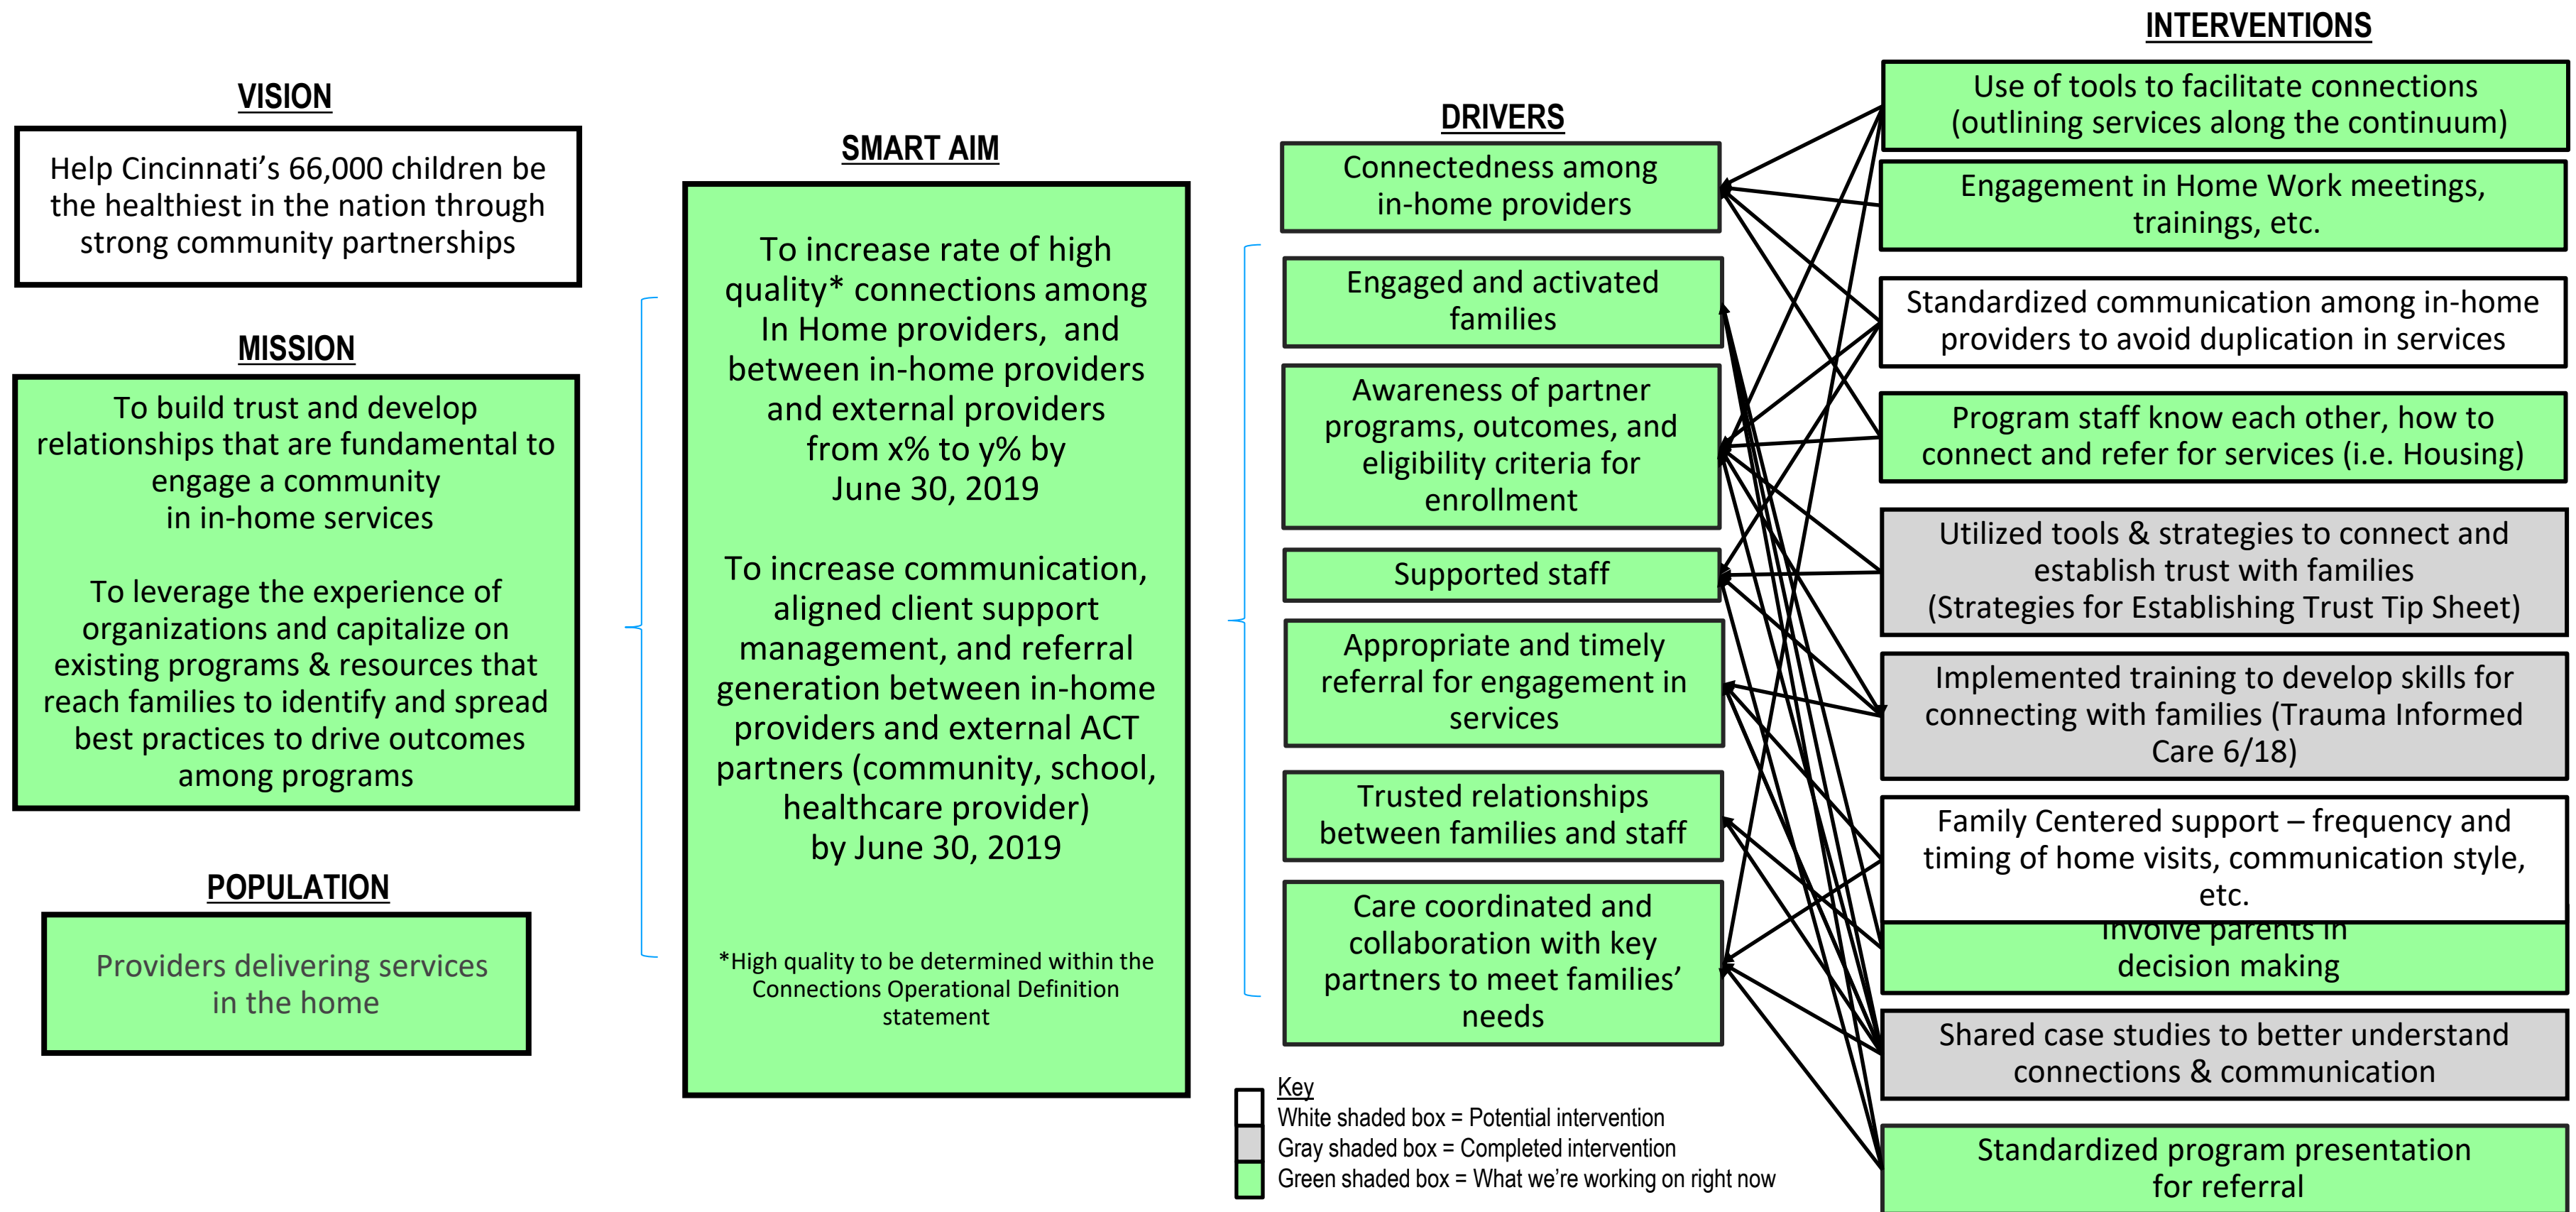 VISION
Help Cincinnati’s 66,000 children be
the healthiest in the nation through
strong community partnerships
MISSION
To build trust and develop
relationships that are fundamental to
engage a community
in in-home services
To leverage the experience of
organizations and capitalize on
existing programs & resources that
reach families to identify and spread
best practices to drive outcomes
among programs
POPULATION
Providers delivering services
in the home
SMART AIM
To increase rate of high
quality* connections among
In Home providers, and
between in-home providers
and external providers
from x% to y% by
June 30, 2019
To increase communication,
aligned client support
management, and referral
generation between in-home
providers and external ACT
partners (community, school,
healthcare provider)
by June 30, 2019
*High quality to be determined within the
Connections Operational Definition
statement
DRIVERS
Connectedness among
in-home providers
Engaged and activated
families
Awareness of partner
programs, outcomes, and
eligibility criteria for
enrollment
Supported staff
Appropriate and timely
referral for engagement in
services
Trusted relationships
between families and staff
Care coordinated and
collaboration with key
partners to meet families’
needs
Key
White shaded box = Potential intervention
Gray shaded box = Completed intervention
Green shaded box = What we’re working on right now
INTERVENTIONS
Use of tools to facilitate connections
(outlining services along the continuum)
Engagement in Home Work meetings,
trainings, etc.
Standardized communication among in-home
providers to avoid duplication in services
Program staff know each other, how to
connect and refer for services (i.e. Housing)
Utilized tools & strategies to connect and
establish trust with families
(Strategies for Establishing Trust Tip Sheet)
Implemented training to develop skills for
connecting with families (Trauma Informed
Care 6/18)
Family Centered support – frequency and
timing of home visits, communication style,
etc.
Involve parents in
decision making
Shared case studies to better understand
connections & communication
Standardized program presentation
for referral